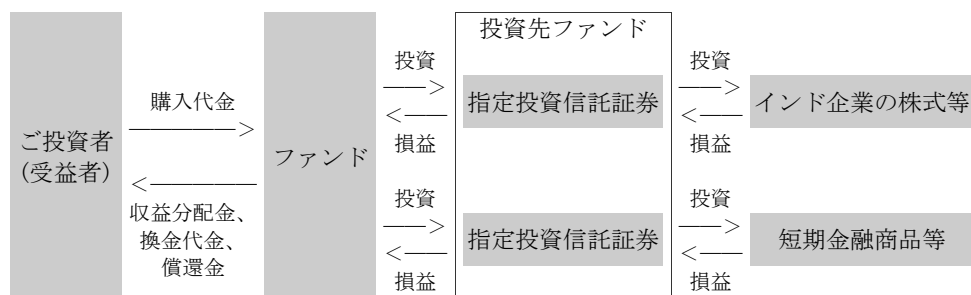 ご投資者
(受益者)
購入代金
収益分配金、
換金代金、
償還金
ファンド
投資
損益
投資
損益
投資先ファンド
指定投資信託証券
指定投資信託証券
投資
損益
投資
損益
インド企業の株式等
短期金融商品等